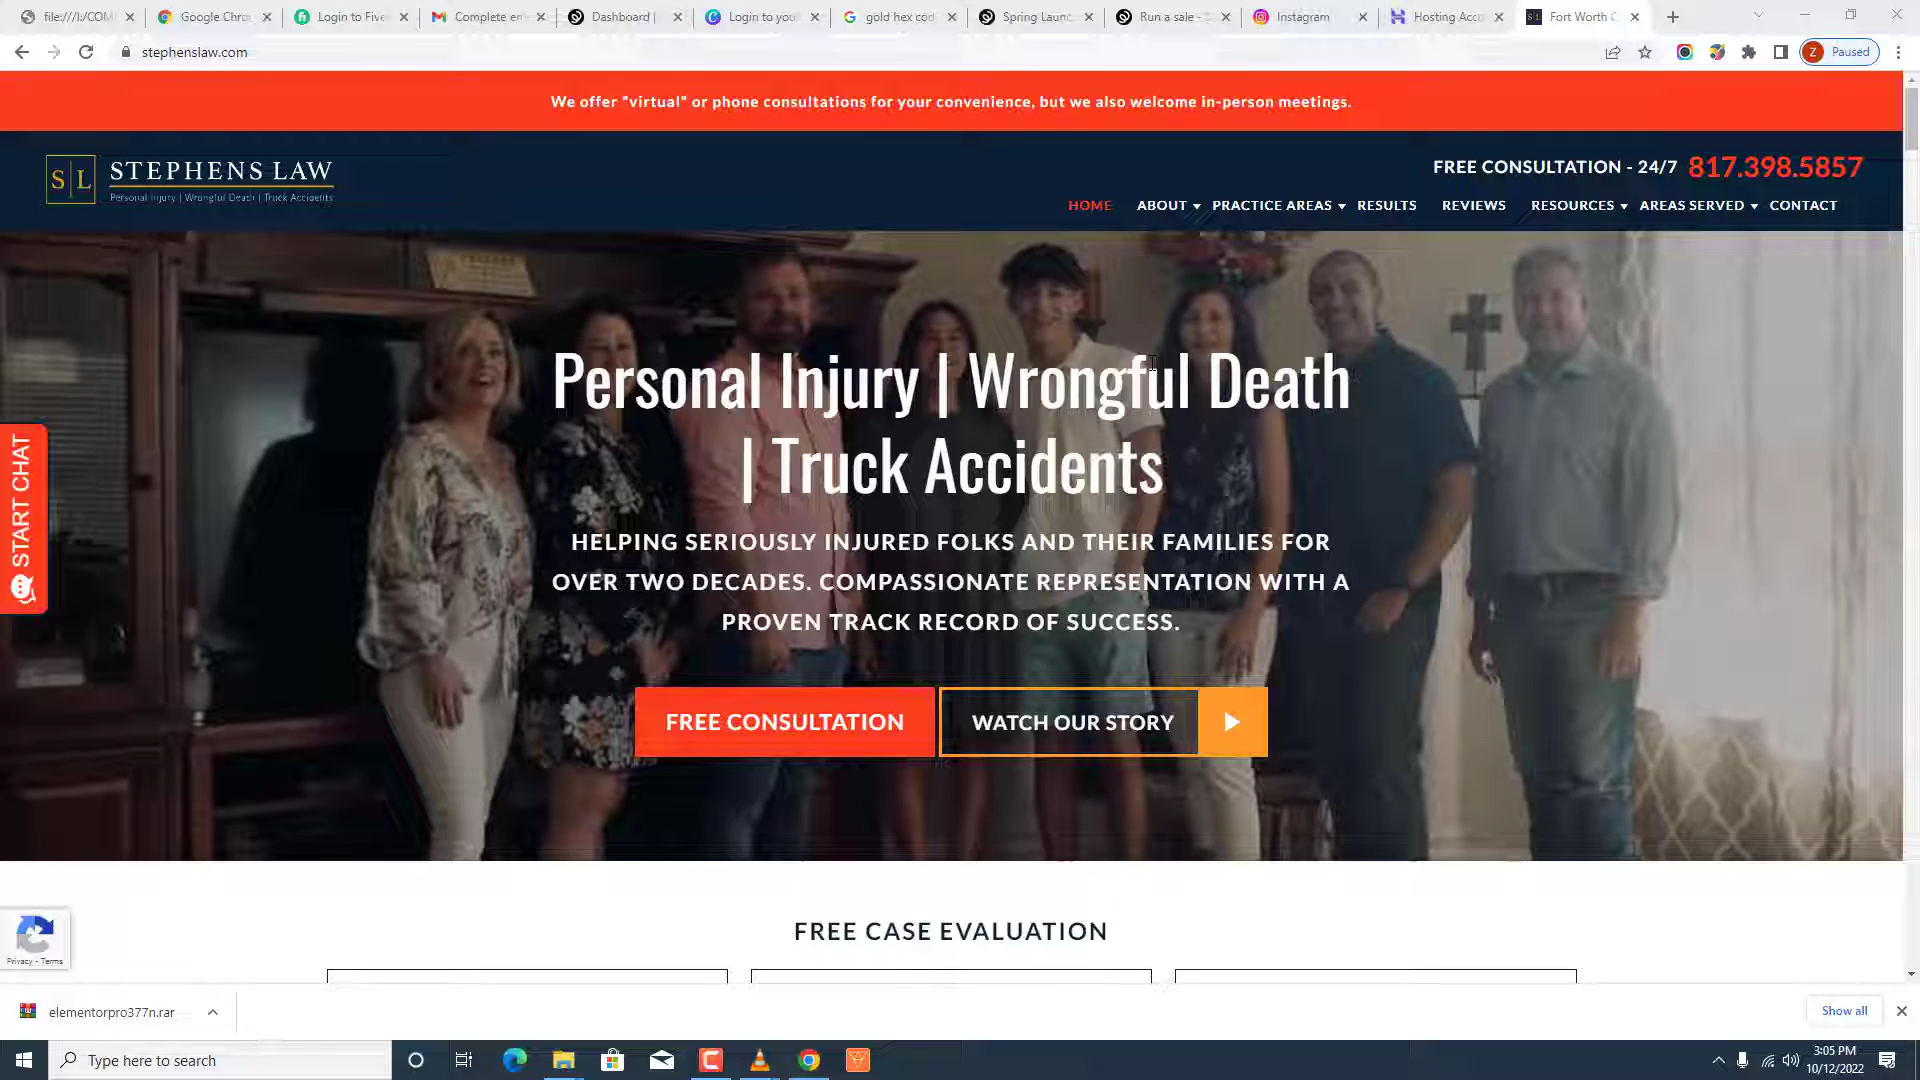 file:///I:/COM
Google Chro
Login to Five
Complete en
Dashboard |
Login to you
gold hex cod
Spring Launc
Run a sale -
Instagram
Hosting Acco
Fort Worth C
stephenslaw.com
Z Paused
We offer "virtual" or phone consultations for your convenience, but we also welcome in-person meetings.
S|L STEPHENS LAW
Personal Injury | Wrongful Death | Truck Accidents
FREE CONSULTATION - 24/7 817.398.5857
HOME ABOUT PRACTICE AREAS RESULTS REVIEWS RESOURCES AREAS SERVED CONTACT
Personal Injury | Wrongful Death
| Truck Accidents
HELPING SERIOUSLY INJURED FOLKS AND THEIR FAMILIES FOR
OVER TWO DECADES. COMPASSIONATE REPRESENTATION WITH A
PROVEN TRACK RECORD OF SUCCESS.
START CHAT
FREE CONSULTATION
WATCH OUR STORY
FREE CASE EVALUATION
Privacy - Terms
elementorpro377n.rar
Show all
Type here to search
3:05 PM
10/12/2022